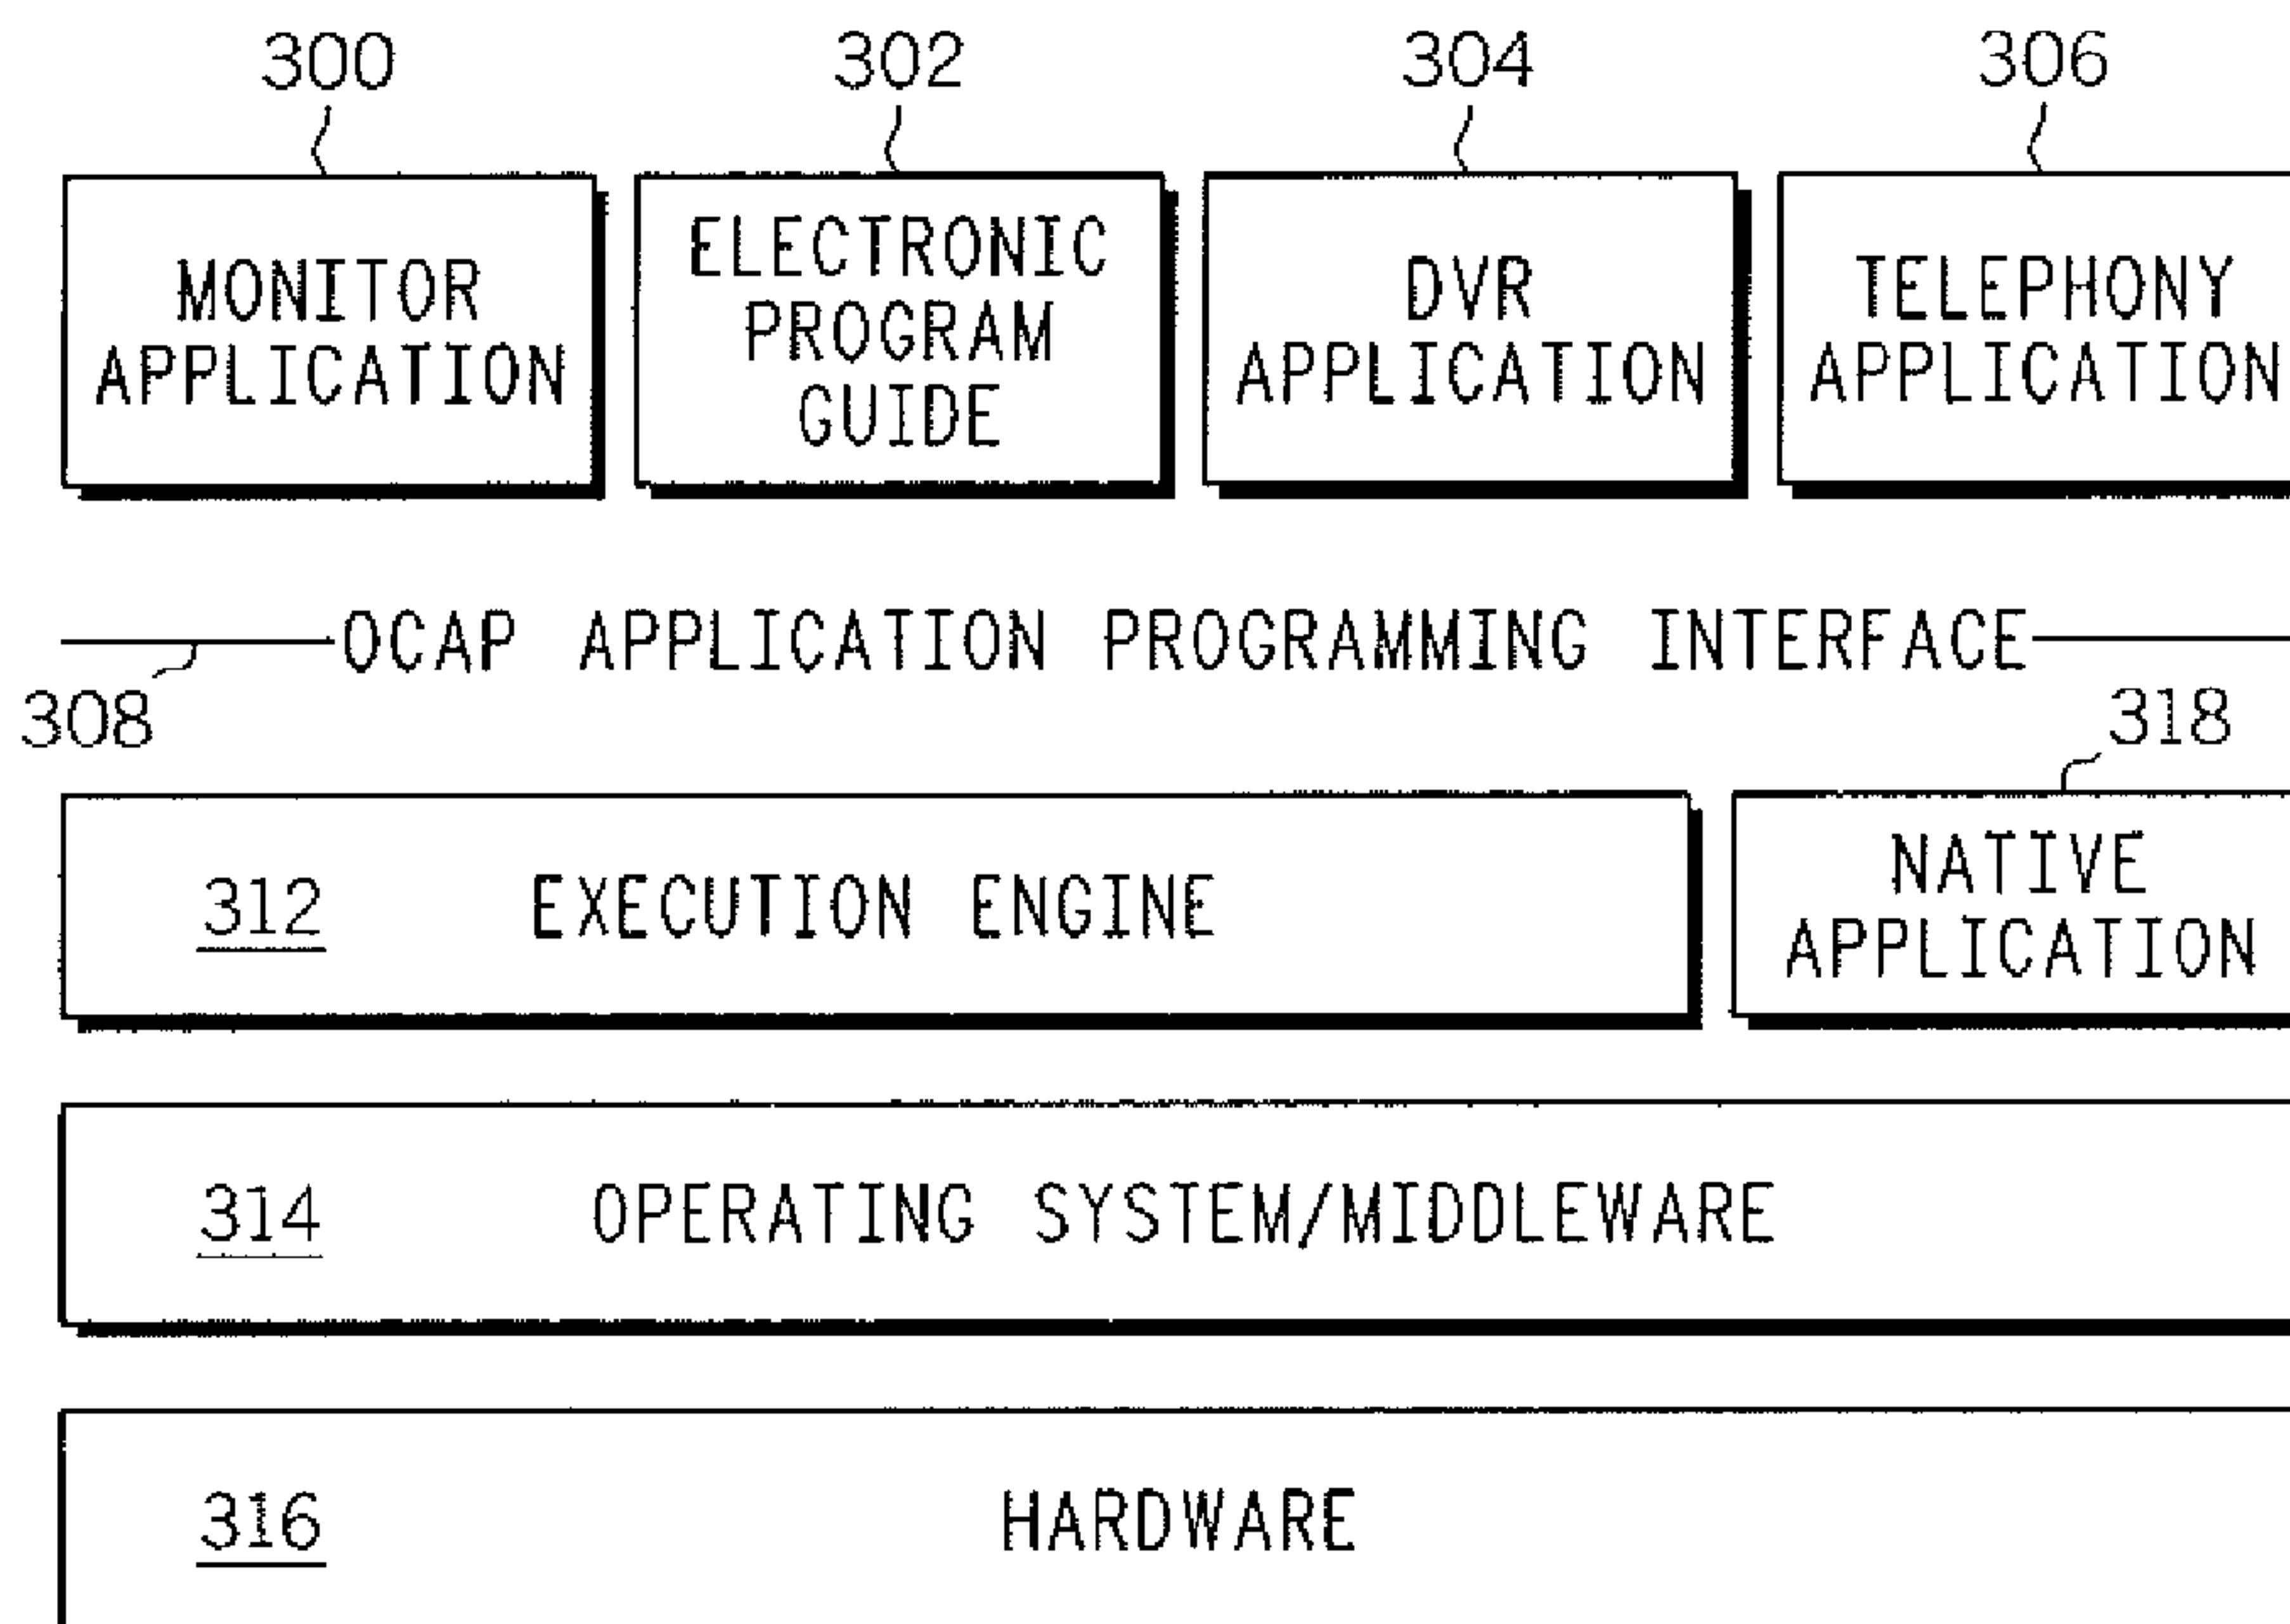 300
302
304
306
MONITOR
APPLICATION
ELECTRONIC
PROGRAM
GUIDE
DVR
APPLICATION
TELEPHONY
APPLICATION
OCAP APPLICATION PROGRAMMING INTERFACE
308
318
312 EXECUTION ENGINE
NATIVE
APPLICATION
314 OPERATING SYSTEM/MIDDLEWARE
316 HARDWARE